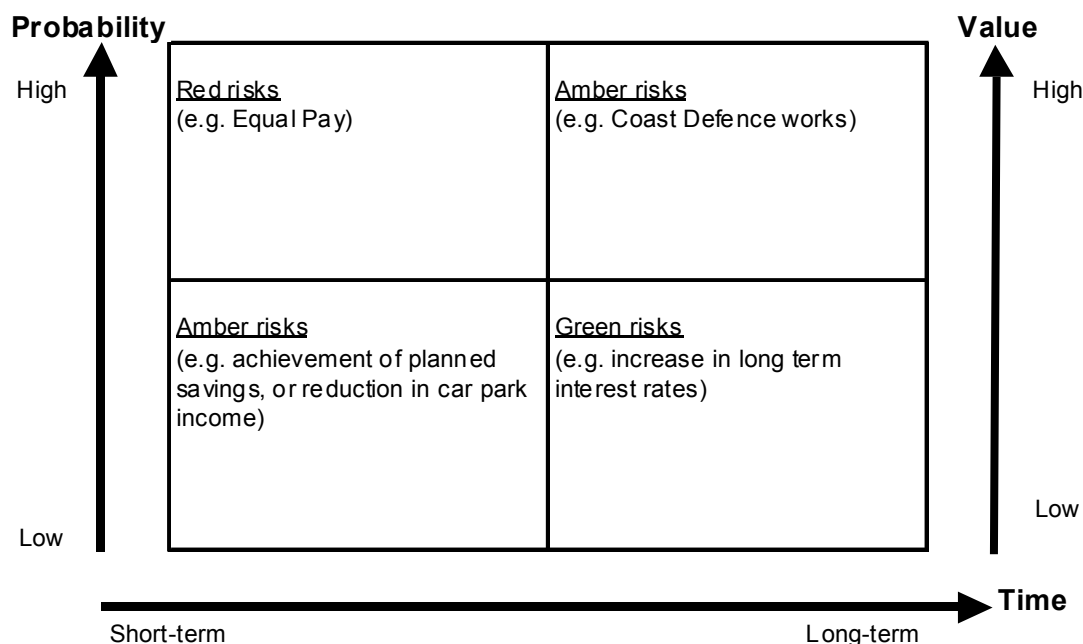 Probability
Value
High
High
Red risks
(e.g. Equal Pay)
Amber risks
(e.g. Coast Defence works)
Amber risks
(e.g. achievement of planned
savings, or reduction in car park
income)
Green risks
(e.g. increase in long term
interest rates)
Low
Low
Time
Short-term
Long-term